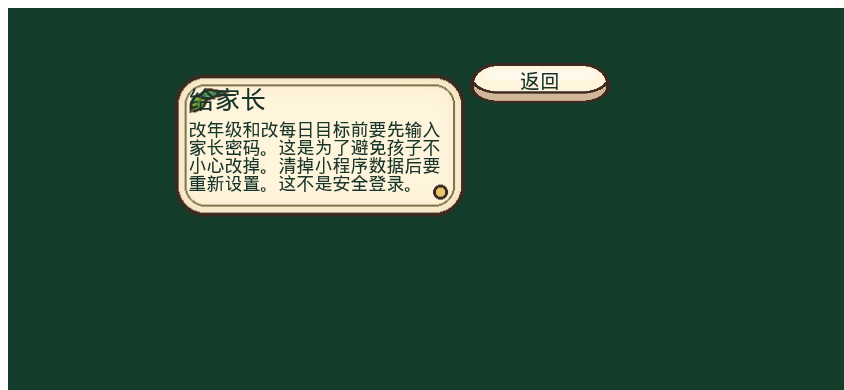 给家长
返回
改年级和改每日目标前要先输入
家长密码。这是为了避免孩子不
小心改掉。清掉小程序数据后要
重新设置。这不是安全登录。